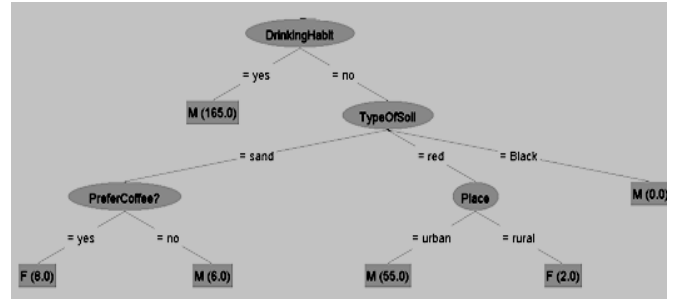 DrinkingHabit
= yes = no
M (165.0)
TypeOfSoil
= sand = red = Black
PreferCoffee? Place M (0.0)
= yes = no = urban = rural
F (8.0) M (6.0) M (55.0) F (2.0)